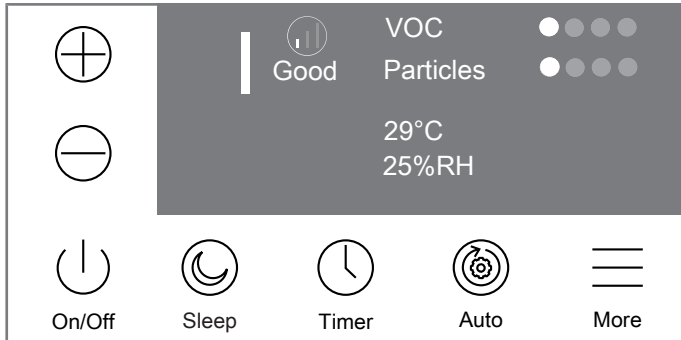 VOC
Good
Particles
29°C
25%RH
On/Off
Sleep
Timer
Auto
More